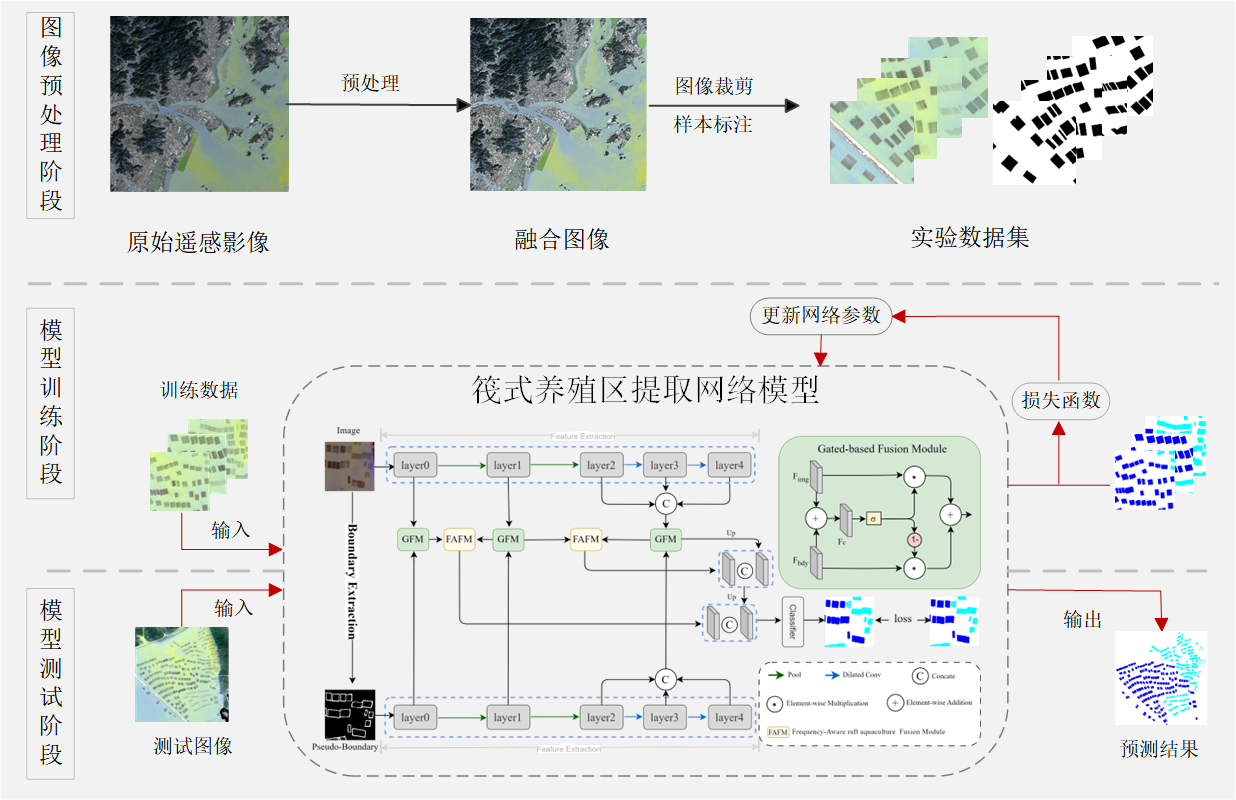 图像预处理阶段
预处理
图像裁剪
样本标注
原始遥感影像
融合图像
实验数据集
模型训练阶段
更新网络参数
损失函数
训练数据
输入
筏式养殖区提取网络模型
Image
Feature Extraction
layer0
layer1
layer2
layer3
layer4
C
GFM
FAFM
GFM
FAFM
GFM
Up
C
Up
C
Boundary Extraction
Classifier
loss
Gated-based Fusion Module
Fimg
Fc
σ
1-
Fbdy
C
layer0
layer1
layer2
layer3
layer4
Pseudo-Boundary
Feature Extraction
Pool
Dilated Conv
C Concate
Element-wise Multiplication
Element-wise Addition
FAFM Frequency-Aware raft aquaculture Fusion Module
模型测试阶段
输入
测试图像
输出
预测结果